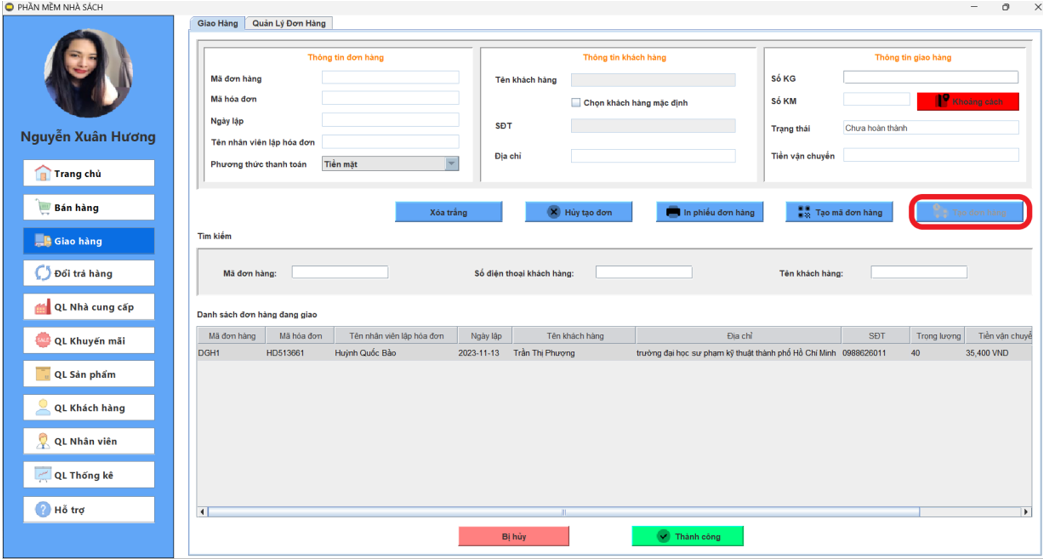 PHẦN MỀM NHÀ SÁCH
Nguyễn Xuân Hương
Trang chủ
Bán hàng
Giao hàng
Đổi trả hàng
QL Nhà cung cấp
SALE
QL Khuyến mãi
QL Sản phẩm
QL Khách hàng
QL Nhân viên
QL Thống kê
Hỗ trợ
Giao Hàng Quản Lý Đơn Hàng
Thông tin đơn hàng
Mã đơn hàng
Mã hóa đơn
Ngày lập
Tên nhân viên lập hóa đơn
Phương thức thanh toán Tiền mặt
Thông tin khách hàng
Tên khách hàng
Chọn khách hàng mặc định
SĐT
Địa chỉ
Thông tin giao hàng
Số KG
Số KM Khoảng cách
Trạng thái Chưa hoàn thành
Tiền vận chuyển
Xóa trắng Hủy tạo đơn In phiếu đơn hàng Tạo mã đơn hàng
Tìm kiếm
Mã đơn hàng: Số điện thoại khách hàng: Tên khách hàng:
Danh sách đơn hàng đang giao
Mã đơn hàng Mã hóa đơn Tên nhân viên lập hóa đơn Ngày lập Tên khách hàng Địa chỉ SĐT Trọng lượng Tiền vận chuyể
DGH1 HD513661 Huỳnh Quốc Bảo 2023-11-13 Trần Thị Phượng trường đại học sư phạm kỹ thuật thành phố Hồ Chí Minh 0988626011 40 35,400 VND
Bị hủy Thành công